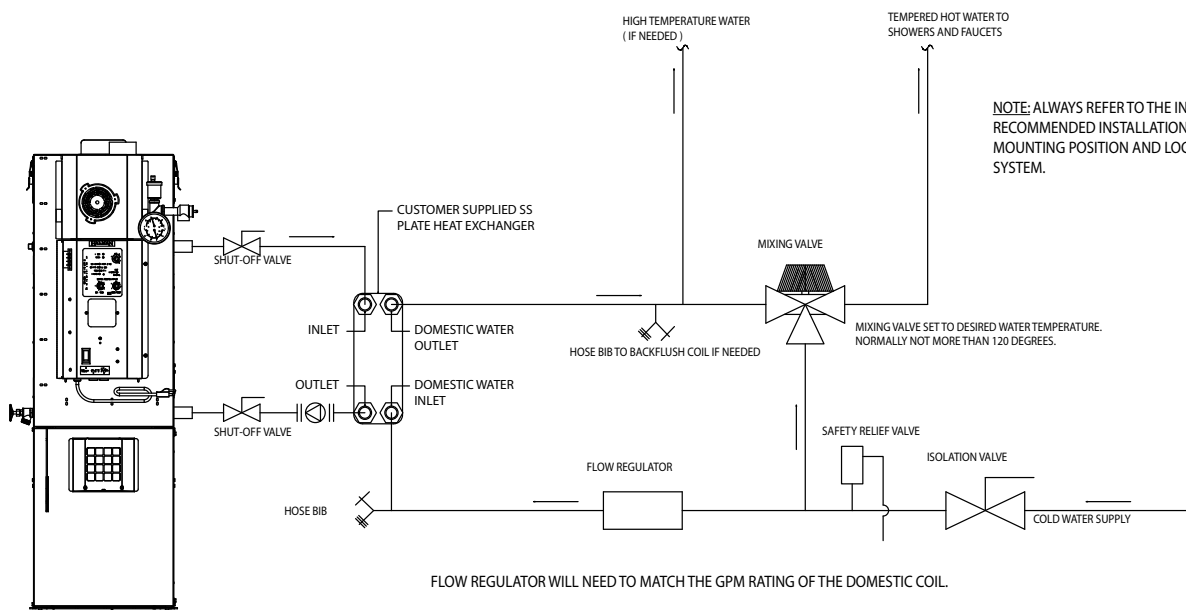 HIGH TEMPERATURE WATER
( IF NEEDED )
TEMPERED HOT WATER TO
SHOWERS AND FAUCETS
NOTE: ALWAYS REFER TO THE IN
RECOMMENDED INSTALLATION
MOUNTING POSITION AND LOC
SYSTEM.
CUSTOMER SUPPLIED SS
PLATE HEAT EXCHANGER
SHUT-OFF VALVE
MIXING VALVE
INLET
DOMESTIC WATER
OUTLET
MIXING VALVE SET TO DESIRED WATER TEMPERATURE.
NORMALLY NOT MORE THAN 120 DEGREES.
HOSE BIB TO BACKFLUSH COIL IF NEEDED
OUTLET
DOMESTIC WATER
INLET
SHUT-OFF VALVE
SAFETY RELIEF VALVE
ISOLATION VALVE
FLOW REGULATOR
HOSE BIB
COLD WATER SUPPLY
FLOW REGULATOR WILL NEED TO MATCH THE GPM RATING OF THE DOMESTIC COIL.